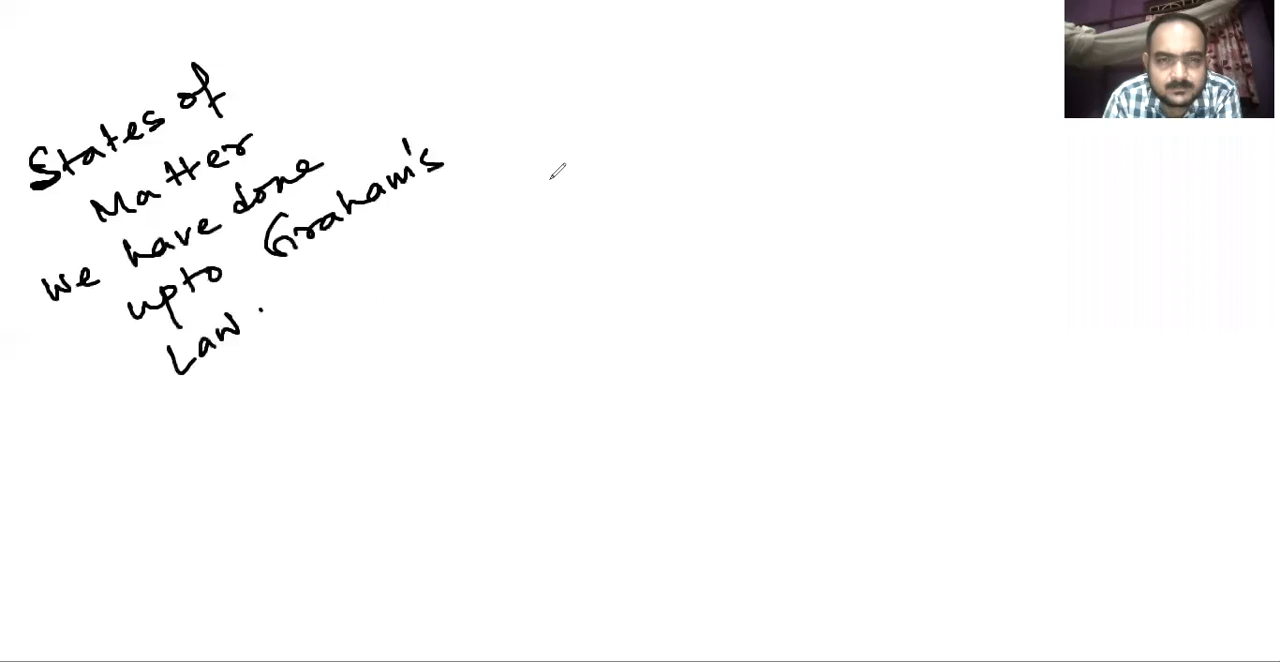 States of
Matter
we have done
upto Graham's
Law.